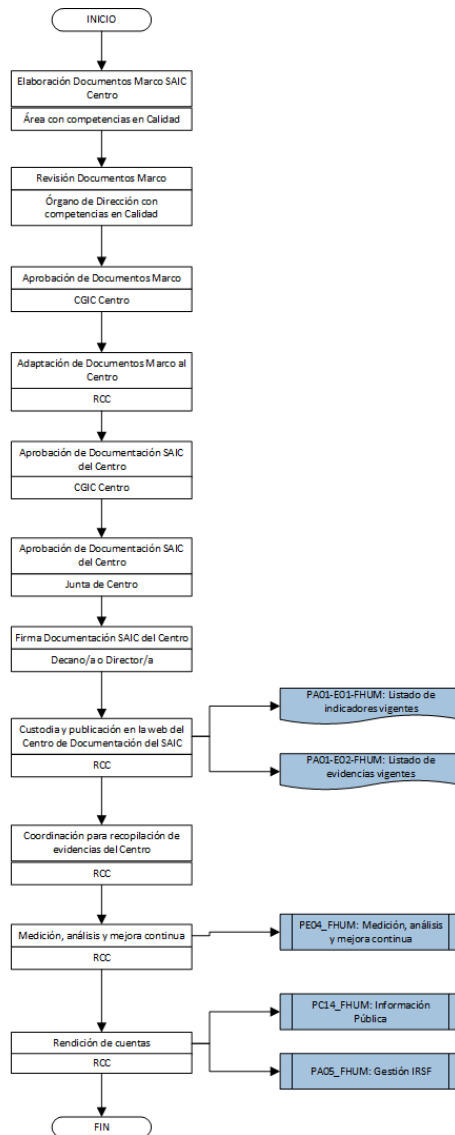 INICIO
Elaboración Documentos Marco SAIC
Centro
Área con competencias en Calidad
Revisión Documentos Marco
Órgano de Dirección con
competencias en Calidad
Aprobación de Documentos Marco
CGIC Centro
Adaptación de Documentos Marco al
Centro
RCC
Aprobación de Documentación SAIC
del Centro
CGIC Centro
Aprobación de Documentación SAIC
del Centro
Junta de Centro
Firma Documentación SAIC del Centro
Decano/a o Director/a
Custodia y publicación en la web del
Centro de Documentación del SAIC
RCC
PA01-E01-FHUM: Listado de
indicadores vigentes
PA01-E02-FHUM: Listado de
evidencias vigentes
Coordinación para recopilación de
evidencias del Centro
RCC
Medición, análisis y mejora continua
RCC
PE04_FHUM: Medición, análisis
y mejora continua
Rendición de cuentas
RCC
PC14_FHUM: Información
Pública
PA05_FHUM: Gestión IRSF
FIN